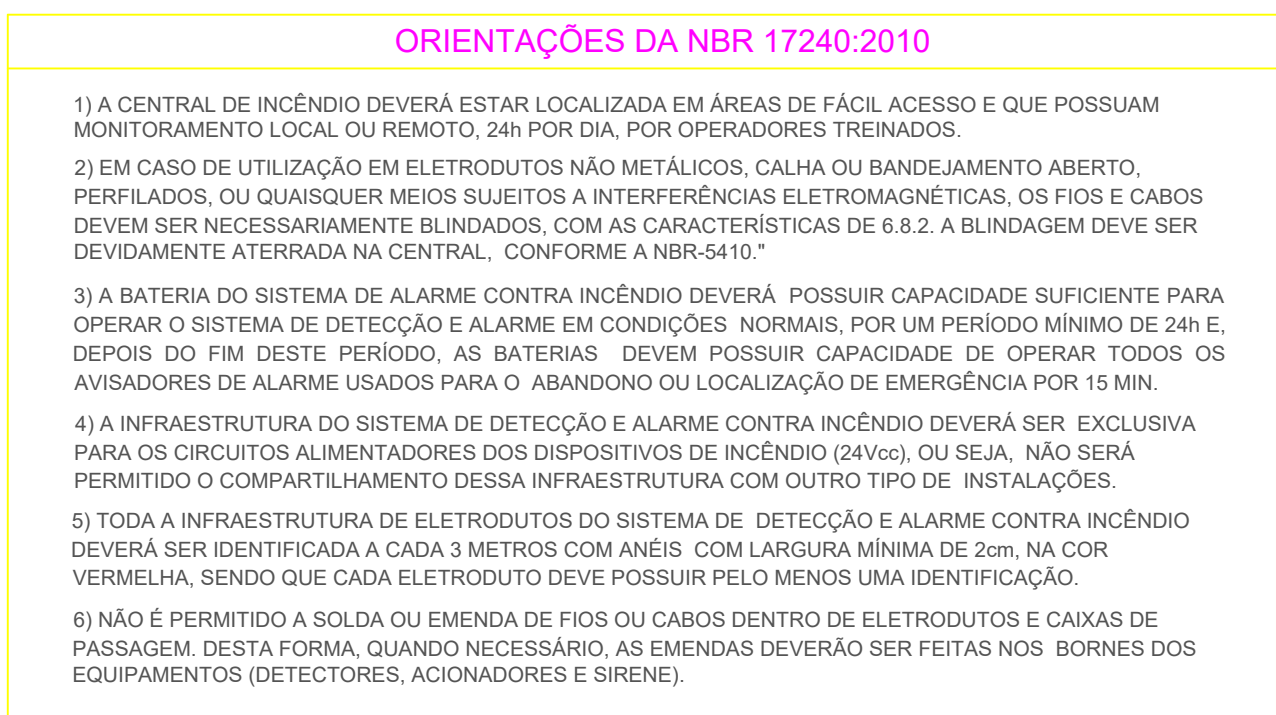 ORIENTAÇÕES DA NBR 17240:2010
1) A CENTRAL DE INCÊNDIO DEVERÁ ESTAR LOCALIZADA EM ÁREAS DE FÁCIL ACESSO E QUE POSSUAM
MONITORAMENTO LOCAL OU REMOTO, 24h POR DIA, POR OPERADORES TREINADOS.
2) EM CASO DE UTILIZAÇÃO EM ELETRODUTOS NÃO METÁLICOS, CALHA OU BANDEJAMENTO ABERTO,
PERFILADOS, OU QUAISQUER MEIOS SUJEITOS A INTERFERÊNCIAS ELETROMAGNÉTICAS, OS FIOS E CABOS
DEVEM SER NECESSARIAMENTE BLINDADOS, COM AS CARACTERÍSTICAS DE 6.8.2. A BLINDAGEM DEVE SER
DEVIDAMENTE ATERRADA NA CENTRAL, CONFORME A NBR-5410."
3) A BATERIA DO SISTEMA DE ALARME CONTRA INCÊNDIO DEVERÁ POSSUIR CAPACIDADE SUFICIENTE PARA
OPERAR O SISTEMA DE DETECÇÃO E ALARME EM CONDIÇÕES NORMAIS, POR UM PERÍODO MÍNIMO DE 24h E,
DEPOIS DO FIM DESTE PERÍODO, AS BATERIAS DEVEM POSSUIR CAPACIDADE DE OPERAR TODOS OS
AVISADORES DE ALARME USADOS PARA O ABANDONO OU LOCALIZAÇÃO DE EMERGÊNCIA POR 15 MIN.
4) A INFRAESTRUTURA DO SISTEMA DE DETECÇÃO E ALARME CONTRA INCÊNDIO DEVERÁ SER EXCLUSIVA
PARA OS CIRCUITOS ALIMENTADORES DOS DISPOSITIVOS DE INCÊNDIO (24Vcc), OU SEJA, NÃO SERÁ
PERMITIDO O COMPARTILHAMENTO DESSA INFRAESTRUTURA COM OUTRO TIPO DE INSTALAÇÕES.
5) TODA A INFRAESTRUTURA DE ELETRODUTOS DO SISTEMA DE DETECÇÃO E ALARME CONTRA INCÊNDIO
DEVERÁ SER IDENTIFICADA A CADA 3 METROS COM ANÉIS COM LARGURA MÍNIMA DE 2cm, NA COR
VERMELHA, SENDO QUE CADA ELETRODUTO DEVE POSSUIR PELO MENOS UMA IDENTIFICAÇÃO.
6) NÃO É PERMITIDO A SOLDA OU EMENDA DE FIOS OU CABOS DENTRO DE ELETRODUTOS E CAIXAS DE
PASSAGEM. DESTA FORMA, QUANDO NECESSÁRIO, AS EMENDAS DEVERÃO SER FEITAS NOS BORNES DOS
EQUIPAMENTOS (DETECTORES, ACIONADORES E SIRENE).